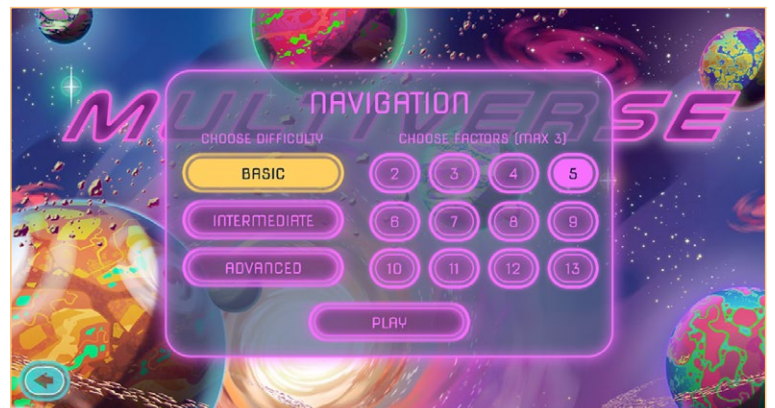 MULTIVERSE
NAVIGATION
CHOOSE DIFFICULTY
CHOOSE FACTORS (MAX 3)
BASIC
2 3 4 5
INTERMEDIATE
6 7 8 9
ADVANCED
10 11 12 13
PLAY